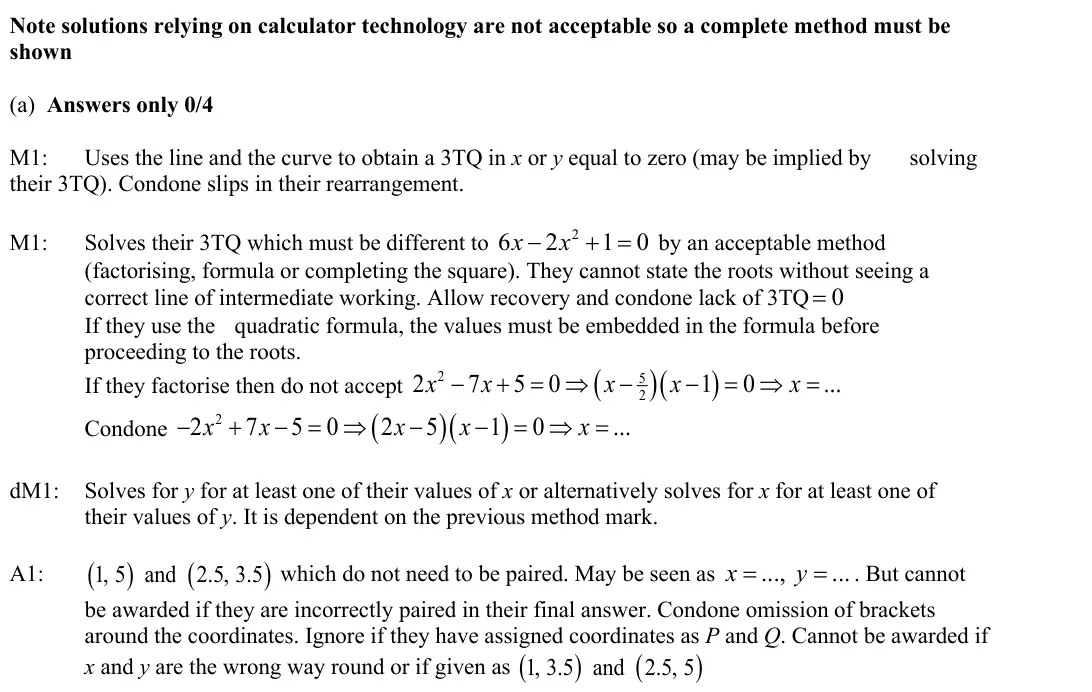 Note solutions relying on calculator technology are not acceptable so a complete method must be
shown
(a) Answers only 0/4
M1: Uses the line and the curve to obtain a 3TQ in x or y equal to zero (may be implied by solving
their 3TQ). Condone slips in their rearrangement.
M1: Solves their 3TQ which must be different to 6x − 2x² + 1 = 0 by an acceptable method
(factorising, formula or completing the square). They cannot state the roots without seeing a
correct line of intermediate working. Allow recovery and condone lack of 3TQ = 0
If they use the quadratic formula, the values must be embedded in the formula before
proceeding to the roots.
If they factorise then do not accept 2x² − 7x + 5 = 0 ⇒ (x − 5/2)(x − 1) = 0 ⇒ x = ...
Condone −2x² + 7x − 5 = 0 ⇒ (2x − 5)(x − 1) = 0 ⇒ x = ...
dM1: Solves for y for at least one of their values of x or alternatively solves for x for at least one of
their values of y. It is dependent on the previous method mark.
A1: (1, 5) and (2.5, 3.5) which do not need to be paired. May be seen as x = ..., y = .... But cannot
be awarded if they are incorrectly paired in their final answer. Condone omission of brackets
around the coordinates. Ignore if they have assigned coordinates as P and Q. Cannot be awarded if
x and y are the wrong way round or if given as (1, 3.5) and (2.5, 5)